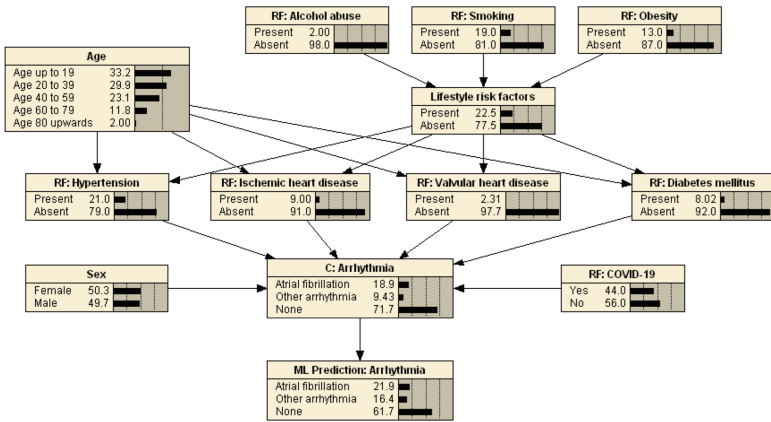 RF: Alcohol abuse
Present 2.00
Absent 98.0
RF: Smoking
Present 19.0
Absent 81.0
RF: Obesity
Present 13.0
Absent 87.0
Age
Age up to 19 33.2
Age 20 to 39 29.9
Age 40 to 59 23.1
Age 60 to 79 11.8
Age 80 upwards 2.00
Lifestyle risk factors
Present 22.5
Absent 77.5
RF: Hypertension
Present 21.0
Absent 79.0
RF: Ischemic heart disease
Present 9.00
Absent 91.0
RF: Valvular heart disease
Present 2.31
Absent 97.7
RF: Diabetes mellitus
Present 8.02
Absent 92.0
Sex
Female 50.3
Male 49.7
C: Arrhythmia
Atrial fibrillation 18.9
Other arrhythmia 9.43
None 71.7
RF: COVID-19
Yes 44.0
No 56.0
ML Prediction: Arrhythmia
Atrial fibrillation 21.9
Other arrhythmia 16.4
None 61.7